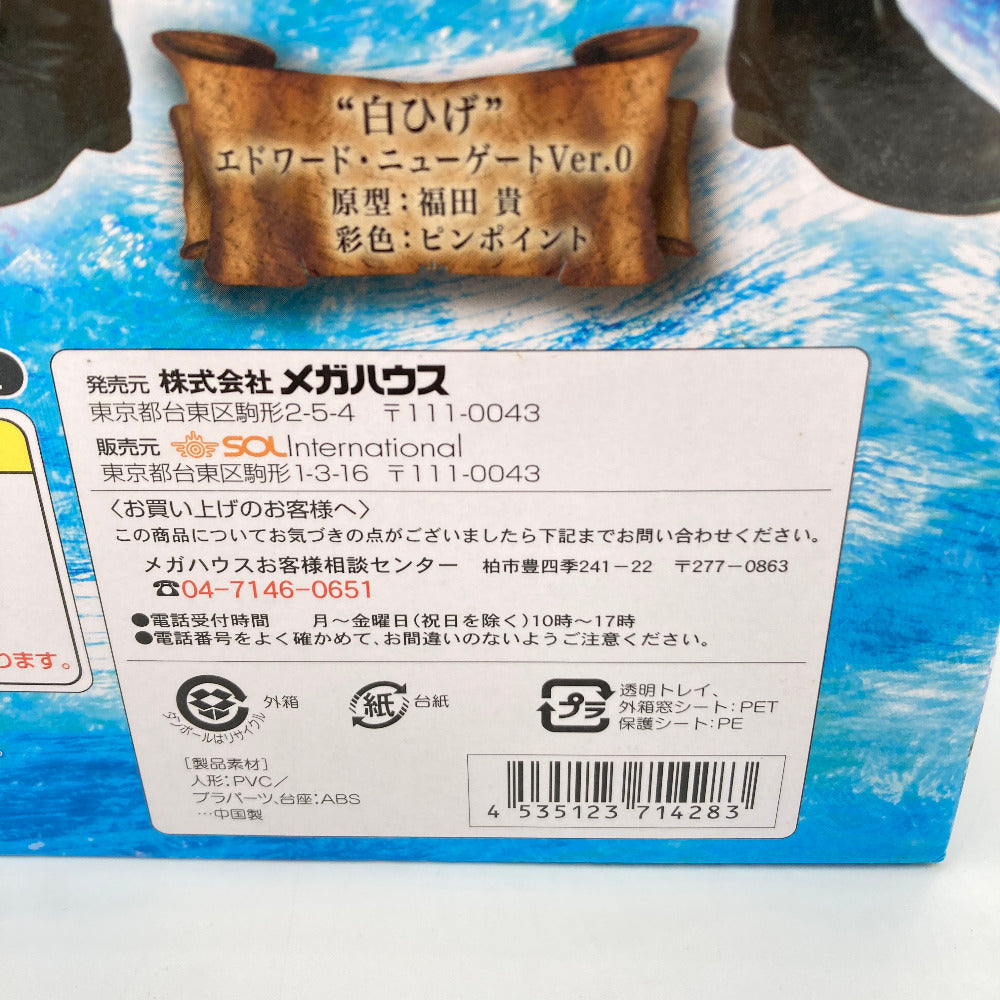 “白ひげ”
エドワード・ニューゲートVer.0
原型：福田 貴
彩色：ピンポイント
発売元 株式会社 メガハウス
東京都台東区駒形2-5-4 〒111-0043
販売元 SOL International
東京都台東区駒形1-3-16 〒111-0043
〈お買い上げのお客様へ〉
この商品についてお気づきの点がございましたら下記までお問い合わせください。
メガハウスお客様相談センター 柏市豊四季241-22 〒277-0863
☎04-7146-0651
●電話受付時間 月～金曜日(祝日を除く)10時～17時
●電話番号をよく確かめて、お間違いのないようご注意ください。
ります。
外箱
ダンボールはリサイクル
紙 台紙
プラ 透明トレイ、
外箱窓シート：PET
保護シート：PE
［製品素材］
人形：PVC／
プラパーツ、台座：ABS
…中国製
4 535123 714283